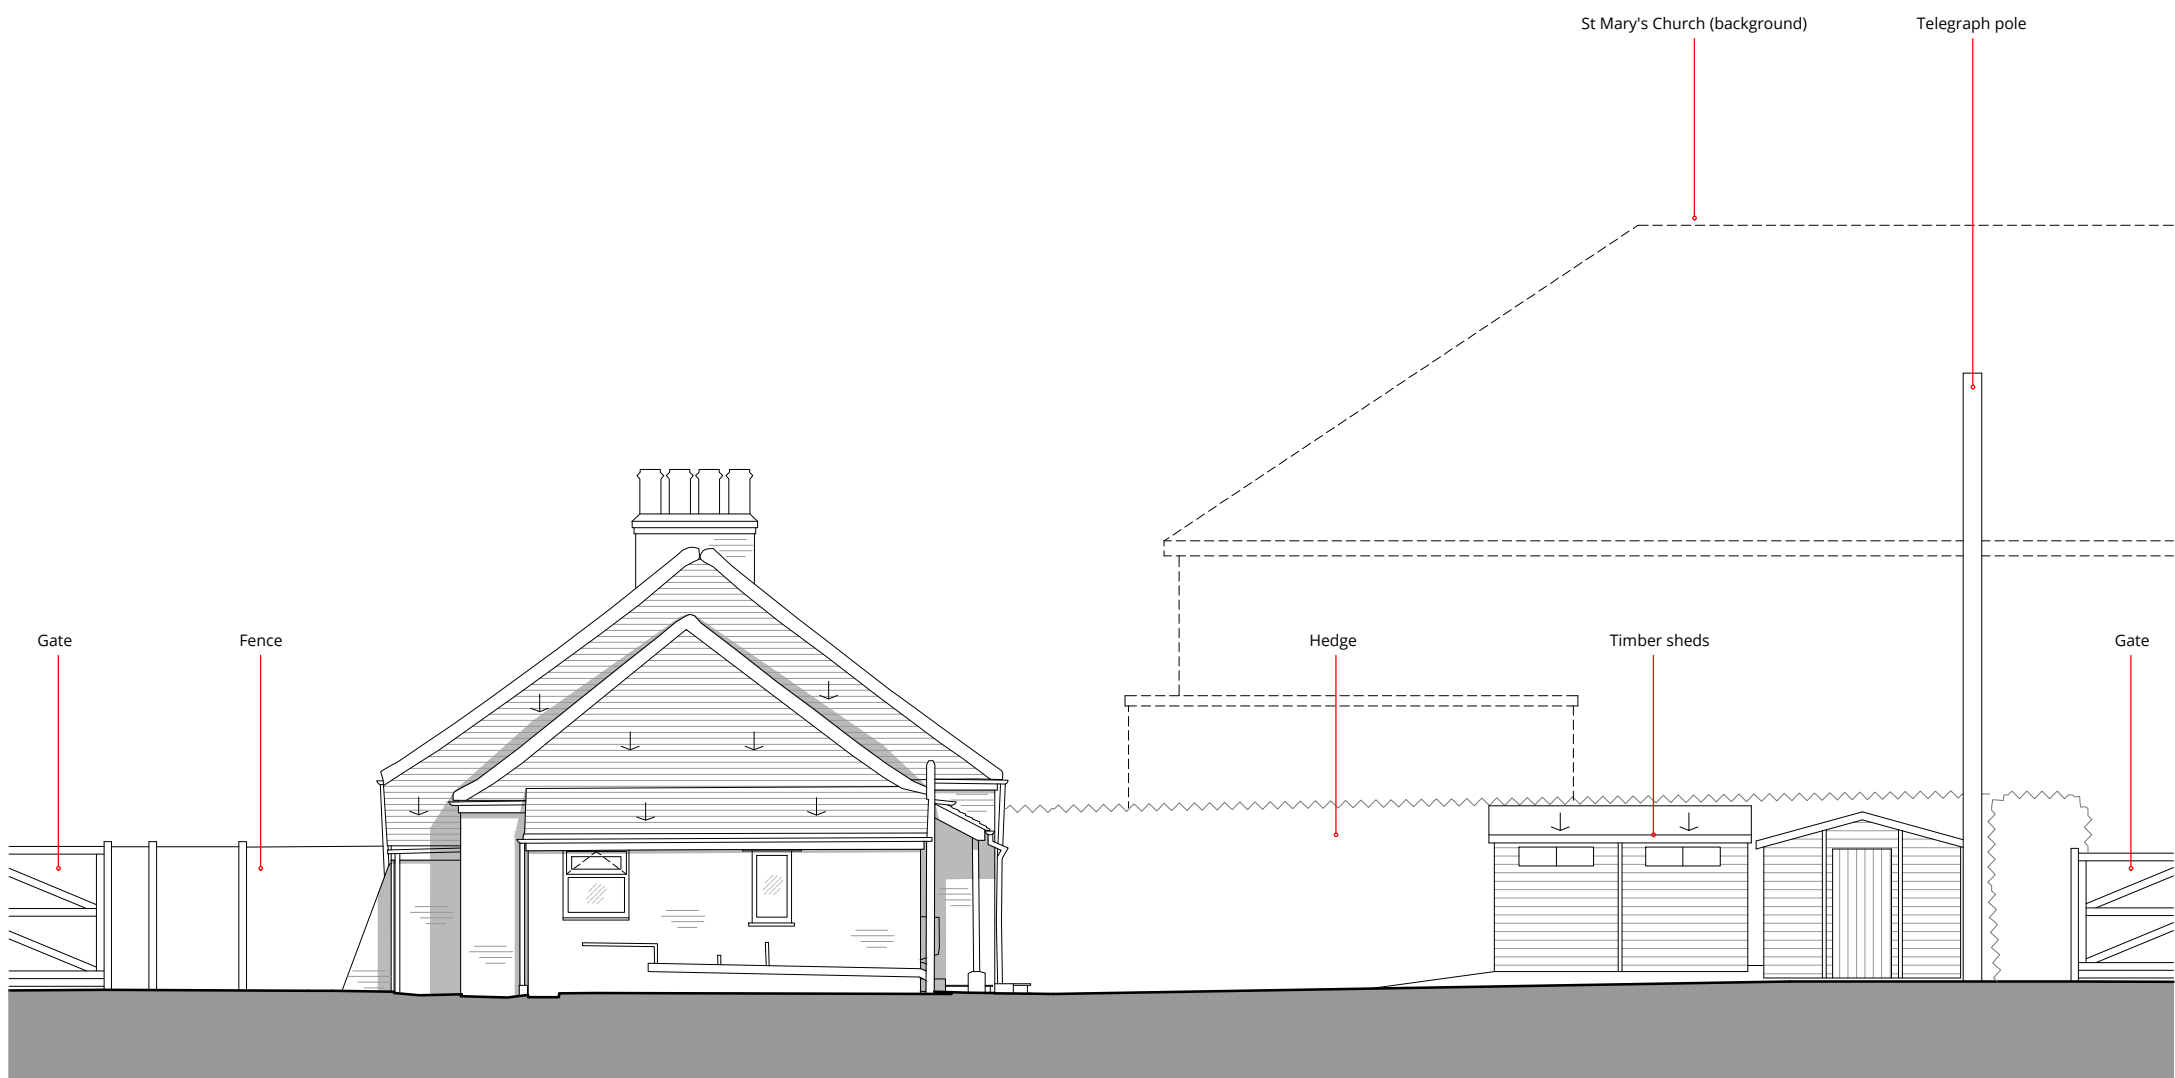 St Mary's Church (background)
Telegraph pole
Gate
Fence
Hedge
Timber sheds
Gate